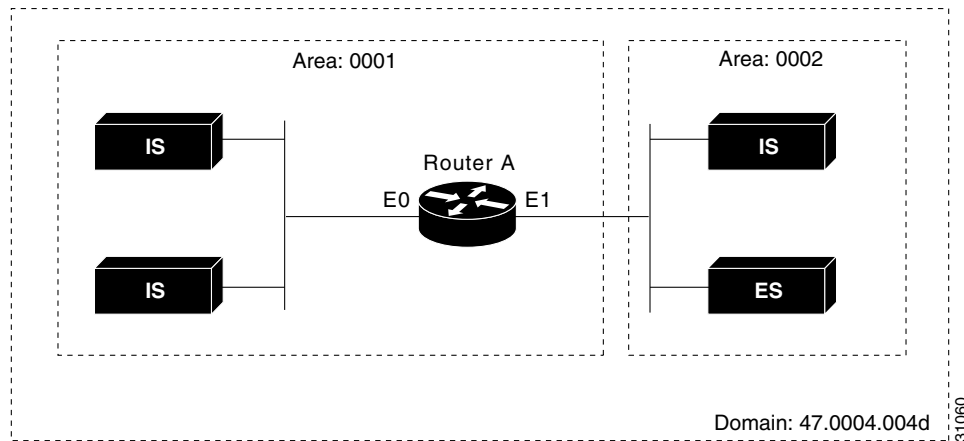 Area: 0001
Area: 0002
IS
IS
Router A
E0
E1
IS
ES
Domain: 47.0004.004d
31060